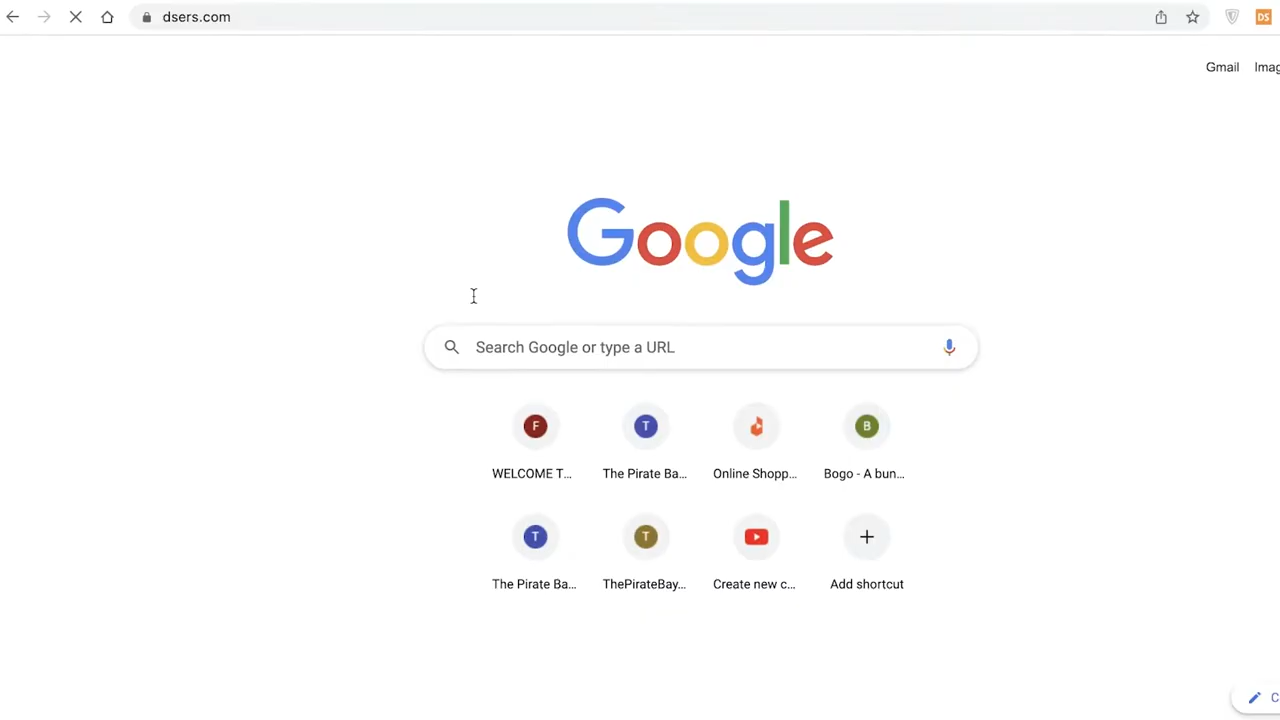 dsers.com
DS
Gmail Imag
Google
Search Google or type a URL
F T B
WELCOME T... The Pirate Ba... Online Shopp... Bogo - A bun...
T T
The Pirate Ba... ThePirateBay... Create new c... Add shortcut
C